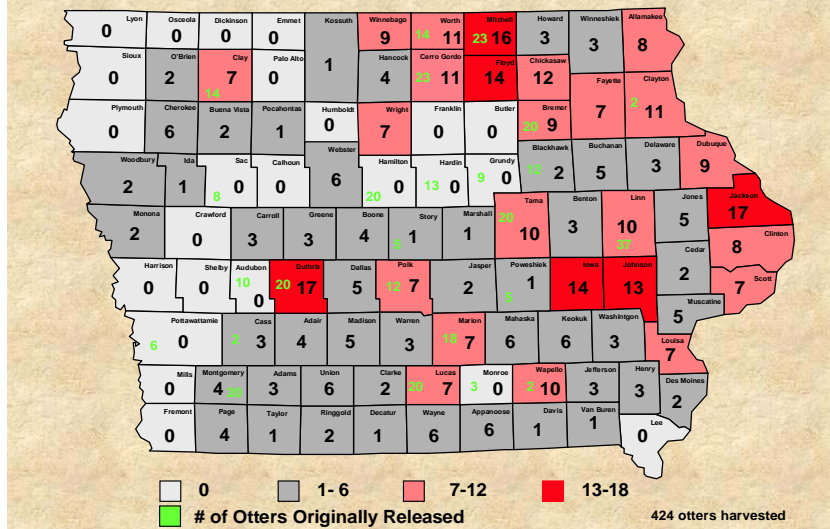 Lyon Osceola Dickinson Emmet Kossuth Winnebago Worth Mitchell Howard Winneshiek Allamakee
0 0 0 0 1 9 14 11 23 16 3 3 8
Sioux O'Brien Clay Palo Alto Hancock Cerro Gordo Floyd Chickasaw Fayette Clayton
0 2 7 14 0 4 23 11 14 12 7 2 11
Plymouth Cherokee Buena Vista Pocahontas Humboldt Wright Franklin Butler Bremer
0 6 2 1 0 7 0 0 20 9
Woodbury Ida Sac Calhoun Webster Hamilton Hardin Grundy Blackhawk Buchanan Delaware Dubuque
2 1 8 0 0 6 20 0 13 0 9 0 12 2 5 3 9
Monona Crawford Carroll Greene Boone Story Marshall Tama Benton Linn Jones Jackson
2 0 3 3 4 5 1 1 20 10 3 10 37 5 17
Harrison Shelby Audubon Guthrie Dallas Polk Jasper Poweshiek Iowa Johnson Cedar Clinton Scott
0 0 10 0 20 17 5 12 7 2 5 1 14 13 2 8 7
Pottawattamie Cass Adair Madison Warren Marion Mahaska Keokuk Washintgon Muscatine Louisa
6 0 2 3 4 5 3 18 7 6 6 3 5 7
Mills Montgomery Adams Union Clarke Lucas Monroe Wapello Jefferson Henry Des Moines
0 4 20 3 6 2 20 7 3 0 2 10 3 3 2
Fremont Page Taylor Ringgold Decatur Wayne Appanoose Davis Van Buren Lee
0 4 1 2 1 6 6 1 1 0
0 1- 6 7-12 13-18
# of Otters Originally Released 424 otters harvested